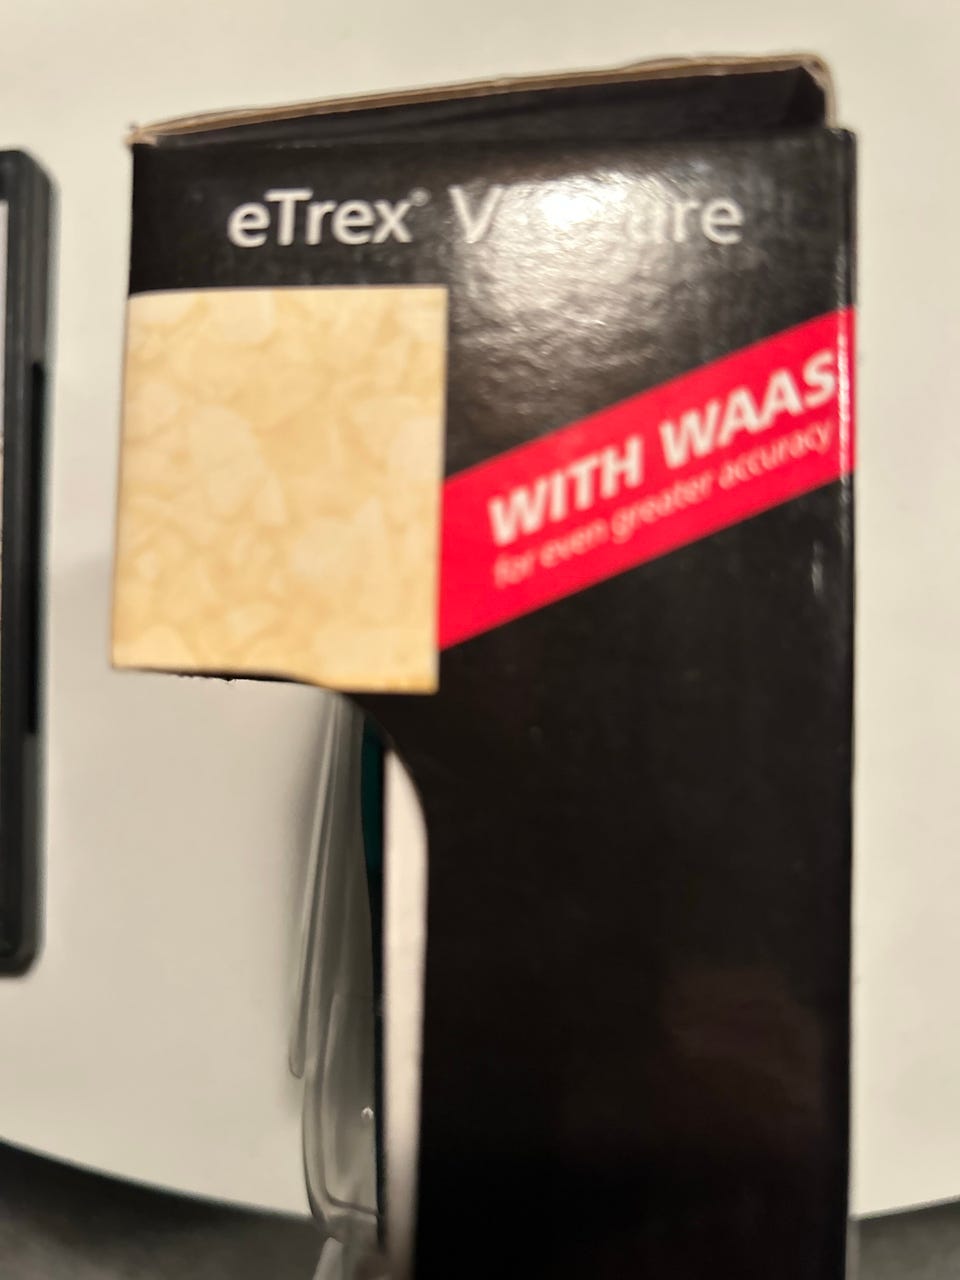 eTrex®
WITH WAAS
for even greater accuracy